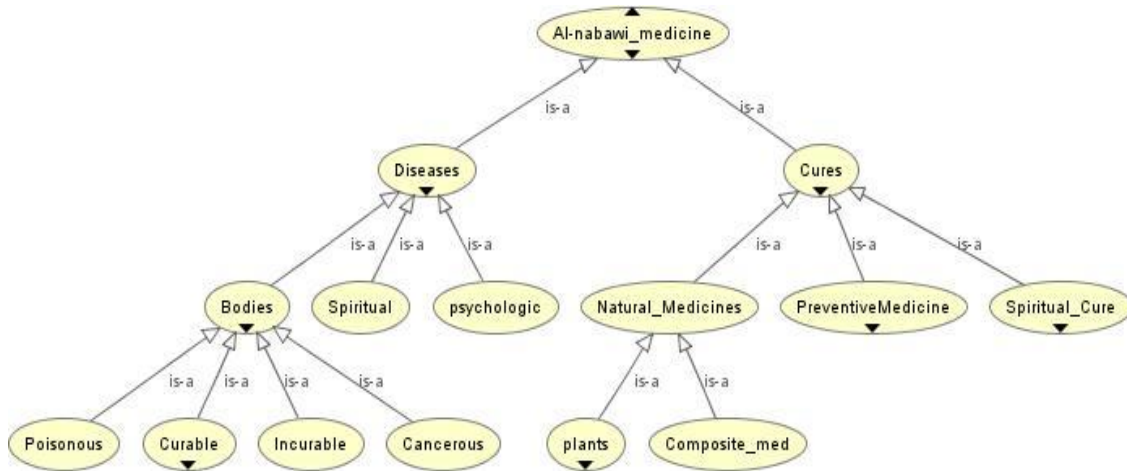 Al-nabawi_medicine
is-a
is-a
Diseases
Cures
is-a
is-a
is-a
is-a
is-a
is-a
Bodies
Spiritual
psychologic
Natural_Medicines
PreventiveMedicine
Spiritual_Cure
is-a
is-a
is-a
is-a
is-a
is-a
Poisonous
Curable
Incurable
Cancerous
plants
Composite_med